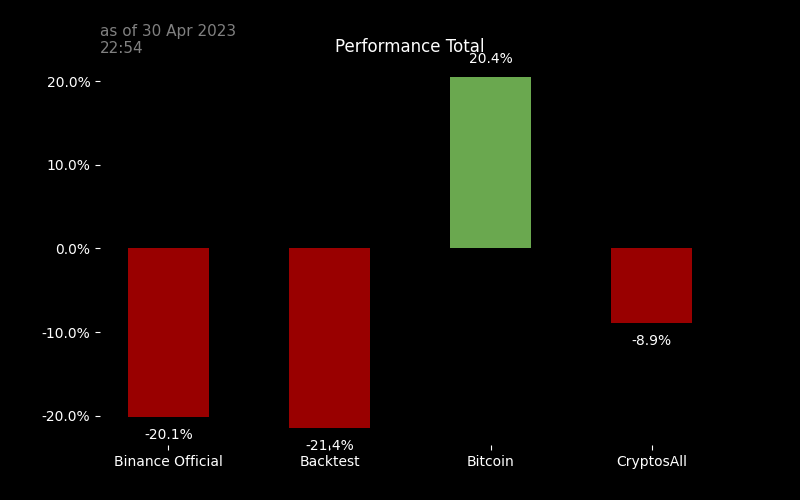 as of 30 Apr 2023
22:54
Performance Total
20.4%
20.0%
10.0%
0.0%
-10.0%
-8.9%
-20.0%
-20.1%
-21.4%
Binance Official
Backtest
Bitcoin
CryptosAll